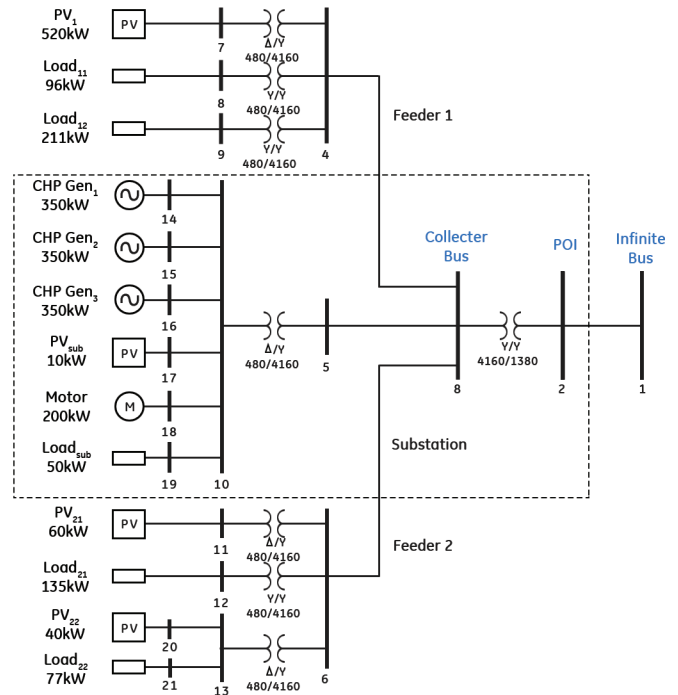 PV1
520kW
PV
7
Δ/Y
480/4160
Load11
96kW
8
Y/Y
480/4160
Load12
211kW
9
Y/Y
480/4160
4
Feeder 1
CHP Gen1
350kW
14
CHP Gen2
350kW
15
CHP Gen3
350kW
16
PVsub
10kW
PV
17
Motor
200kW
M
18
Loadsub
50kW
19
10
Δ/Y
480/4160
5
Collecter
Bus
8
Y/Y
4160/1380
POI
2
Infinite
Bus
1
Substation
PV21
60kW
PV
11
Δ/Y
480/4160
Load21
135kW
12
Y/Y
480/4160
PV22
40kW
PV
20
Load22
77kW
21
13
Δ/Y
480/4160
6
Feeder 2